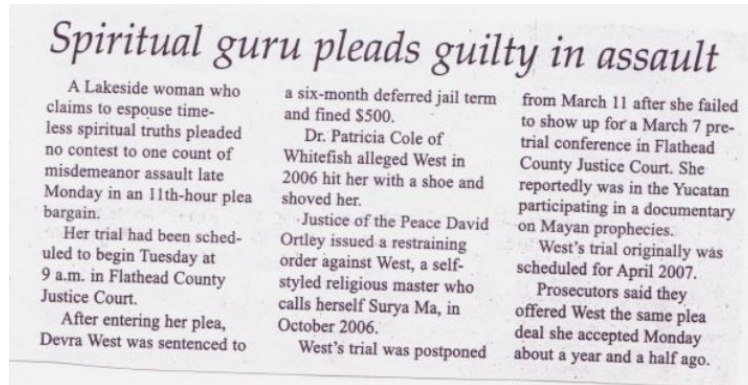 Spiritual guru pleads guilty in assault
A Lakeside woman who
claims to espouse time-
less spiritual truths pleaded
no contest to one count of
misdemeanor assault late
Monday in an 11th-hour plea
bargain.
Her trial had been sched-
uled to begin Tuesday at
9 a.m. in Flathead County
Justice Court.
After entering her plea,
Devra West was sentenced to
a six-month deferred jail term
and fined $500.
Dr. Patricia Cole of
Whitefish alleged West in
2006 hit her with a shoe and
shoved her.
Justice of the Peace David
Ortley issued a restraining
order against West, a self-
styled religious master who
calls herself Surya Ma, in
October 2006.
West's trial was postponed
from March 11 after she failed
to show up for a March 7 pre-
trial conference in Flathead
County Justice Court. She
reportedly was in the Yucatan
participating in a documentary
on Mayan prophecies.
West's trial originally was
scheduled for April 2007.
Prosecutors said they
offered West the same plea
deal she accepted Monday
about a year and a half ago.